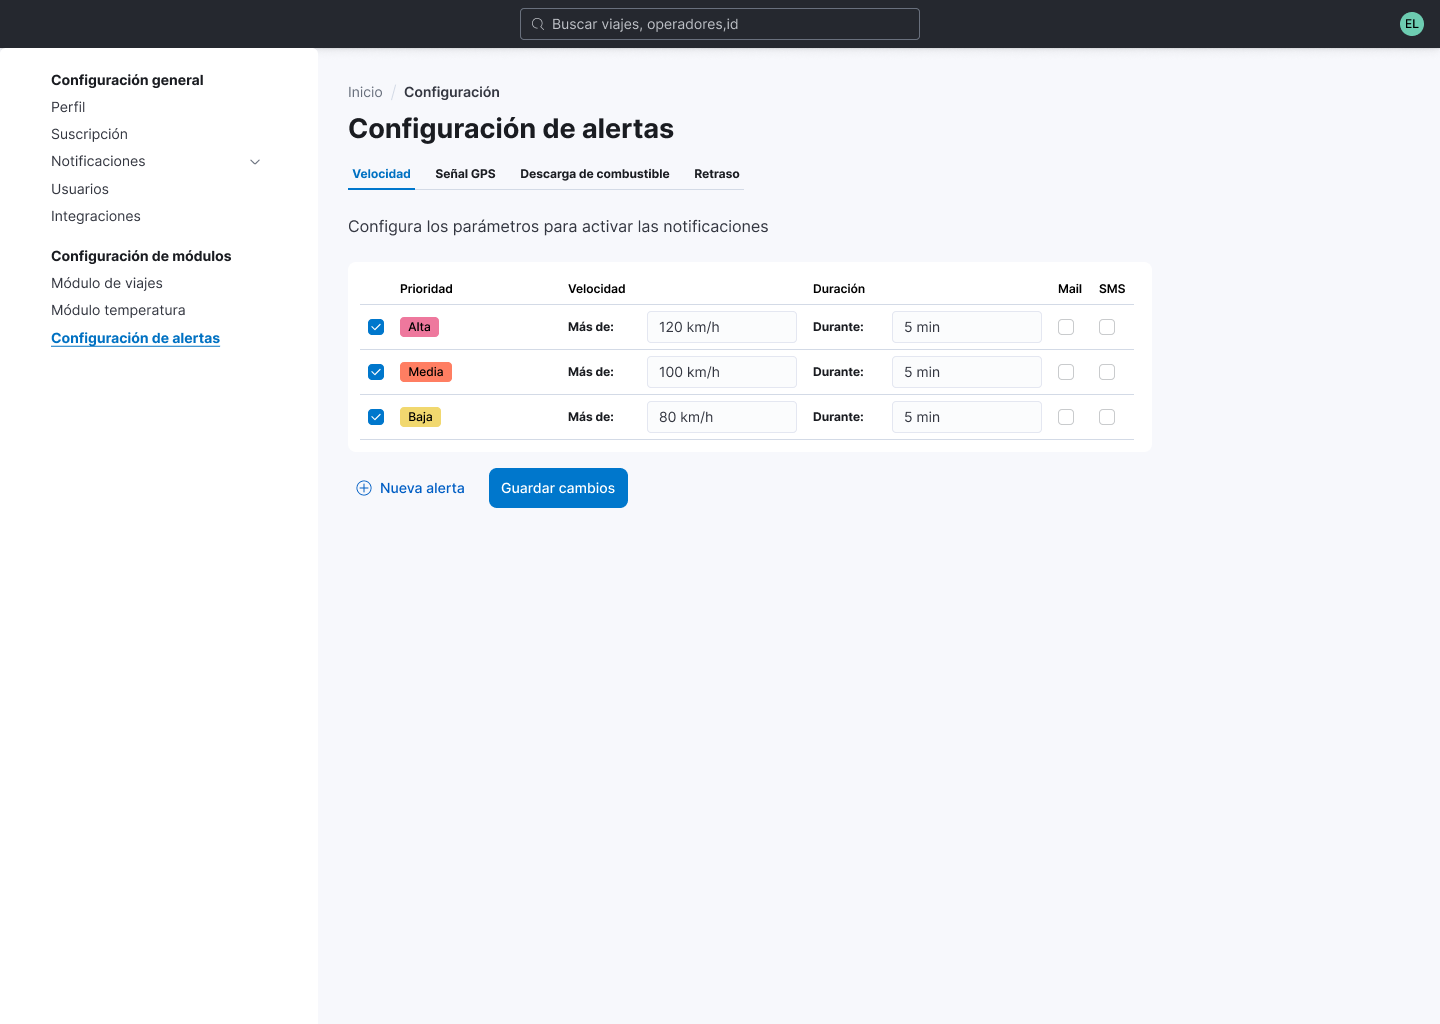 Buscar viajes, operadores,id
EL
Configuración general
Perfil
Suscripción
Notificaciones
Usuarios
Integraciones
Configuración de módulos
Módulo de viajes
Módulo temperatura
Configuración de alertas
Inicio / Configuración
Configuración de alertas
Velocidad Señal GPS Descarga de combustible Retraso
Configura los parámetros para activar las notificaciones
Prioridad Velocidad Duración Mail SMS
Alta Más de: 120 km/h Durante: 5 min
Media Más de: 100 km/h Durante: 5 min
Baja Más de: 80 km/h Durante: 5 min
Nueva alerta Guardar cambios